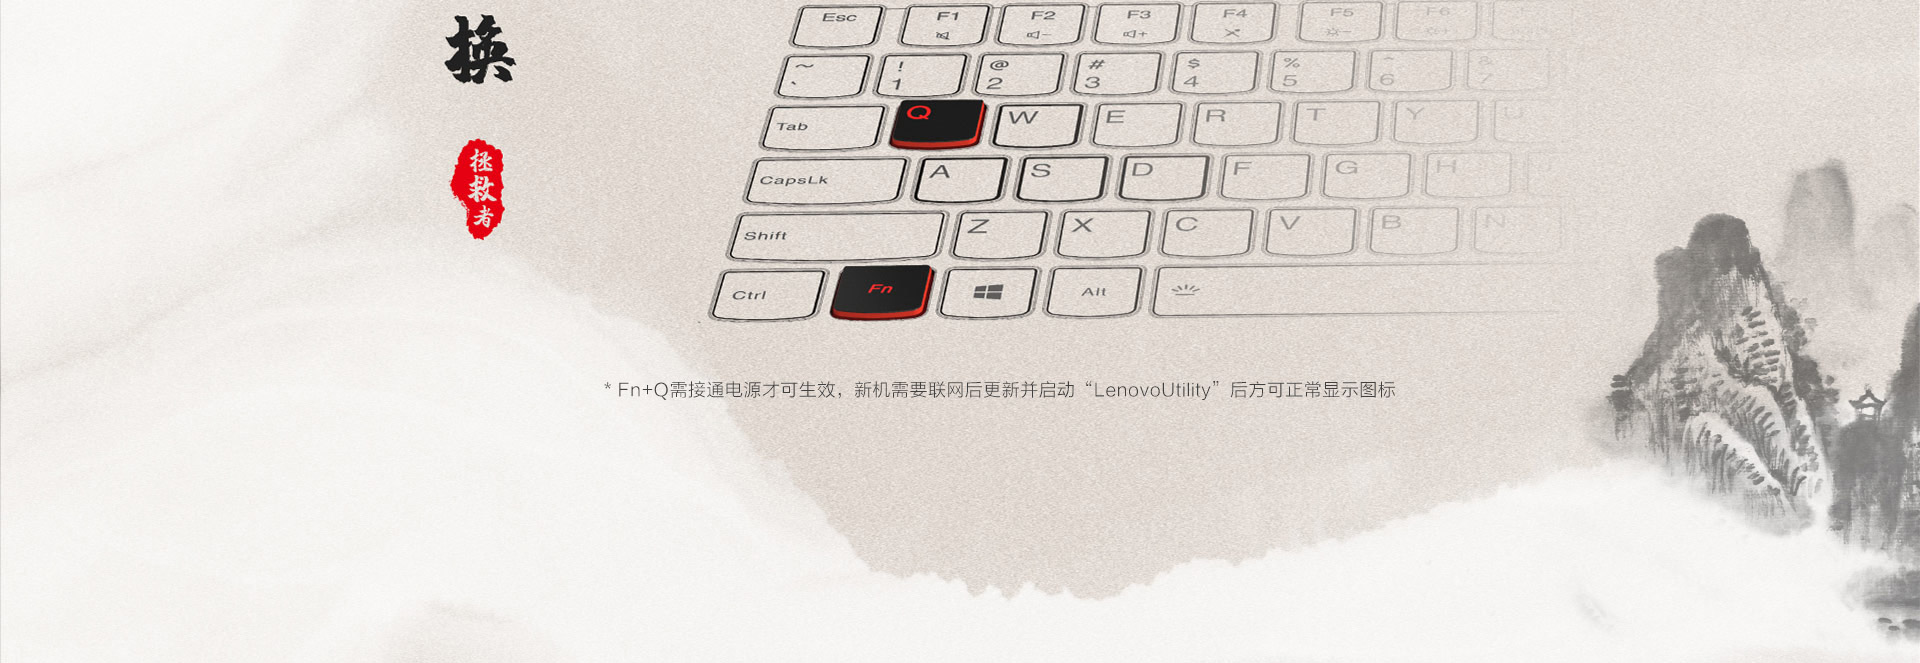 换
拯
救
者
Esc F1 F2 F3 F4 F5 F6
~ ! @ # $ % ^ &
` 1 2 3 4 5 6 7
Tab Q W E R T Y U
CapsLk A S D F G H
Shift Z X C V B N
Ctrl Fn Alt
* Fn+Q需接通电源才可生效，新机需要联网后更新并启动“LenovoUtility”后方可正常显示图标